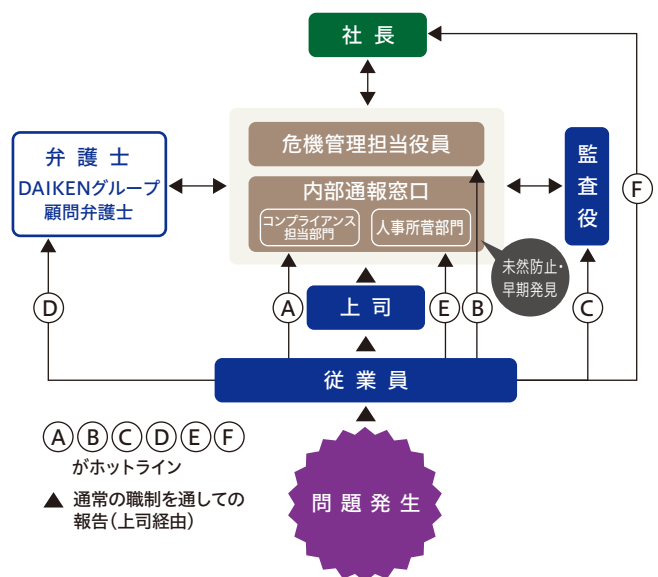 社長
危機管理担当役員
弁護士
DAIKENグループ
顧問弁護士
内部通報窓口
コンプライアンス
担当部門
人事所菅部門
監査役
F
未然防止・
早期発見
D
A
上司
E
B
C
従業員
A B C D E F
がホットライン
▲ 通常の職制を通しての
報告(上司経由)
問題発生